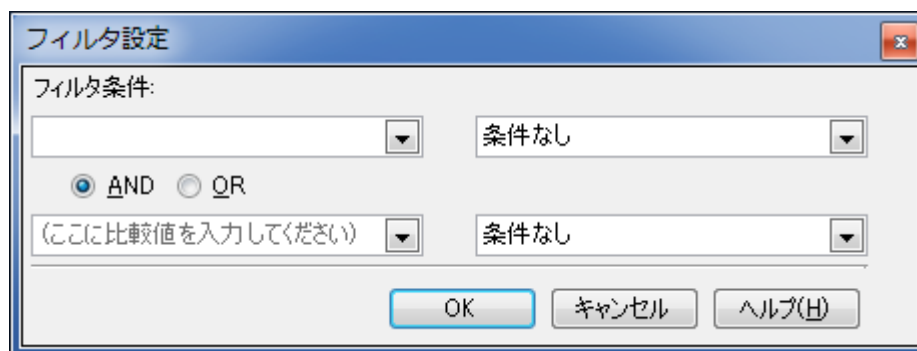 フィルタ設定
フィルタ条件:
条件なし
AND OR
(ここに比較値を入力してください) 条件なし
OK キャンセル ヘルプ(H)